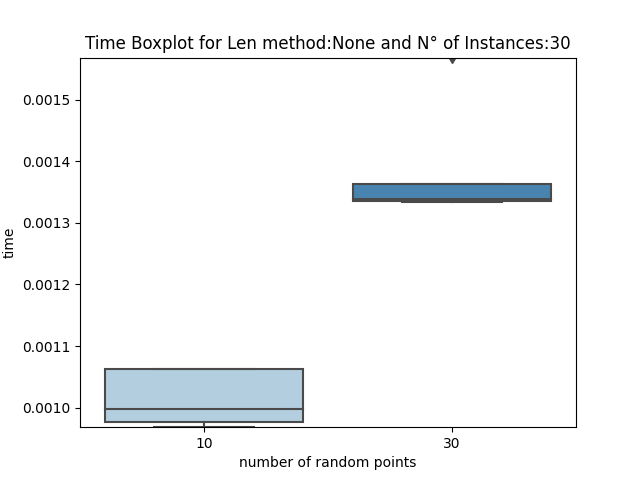 Time Boxplot for Len method:None and N° of Instances:30
0.0015
0.0014
0.0013
0.0012
0.0011
0.0010
time
10 30
number of random points